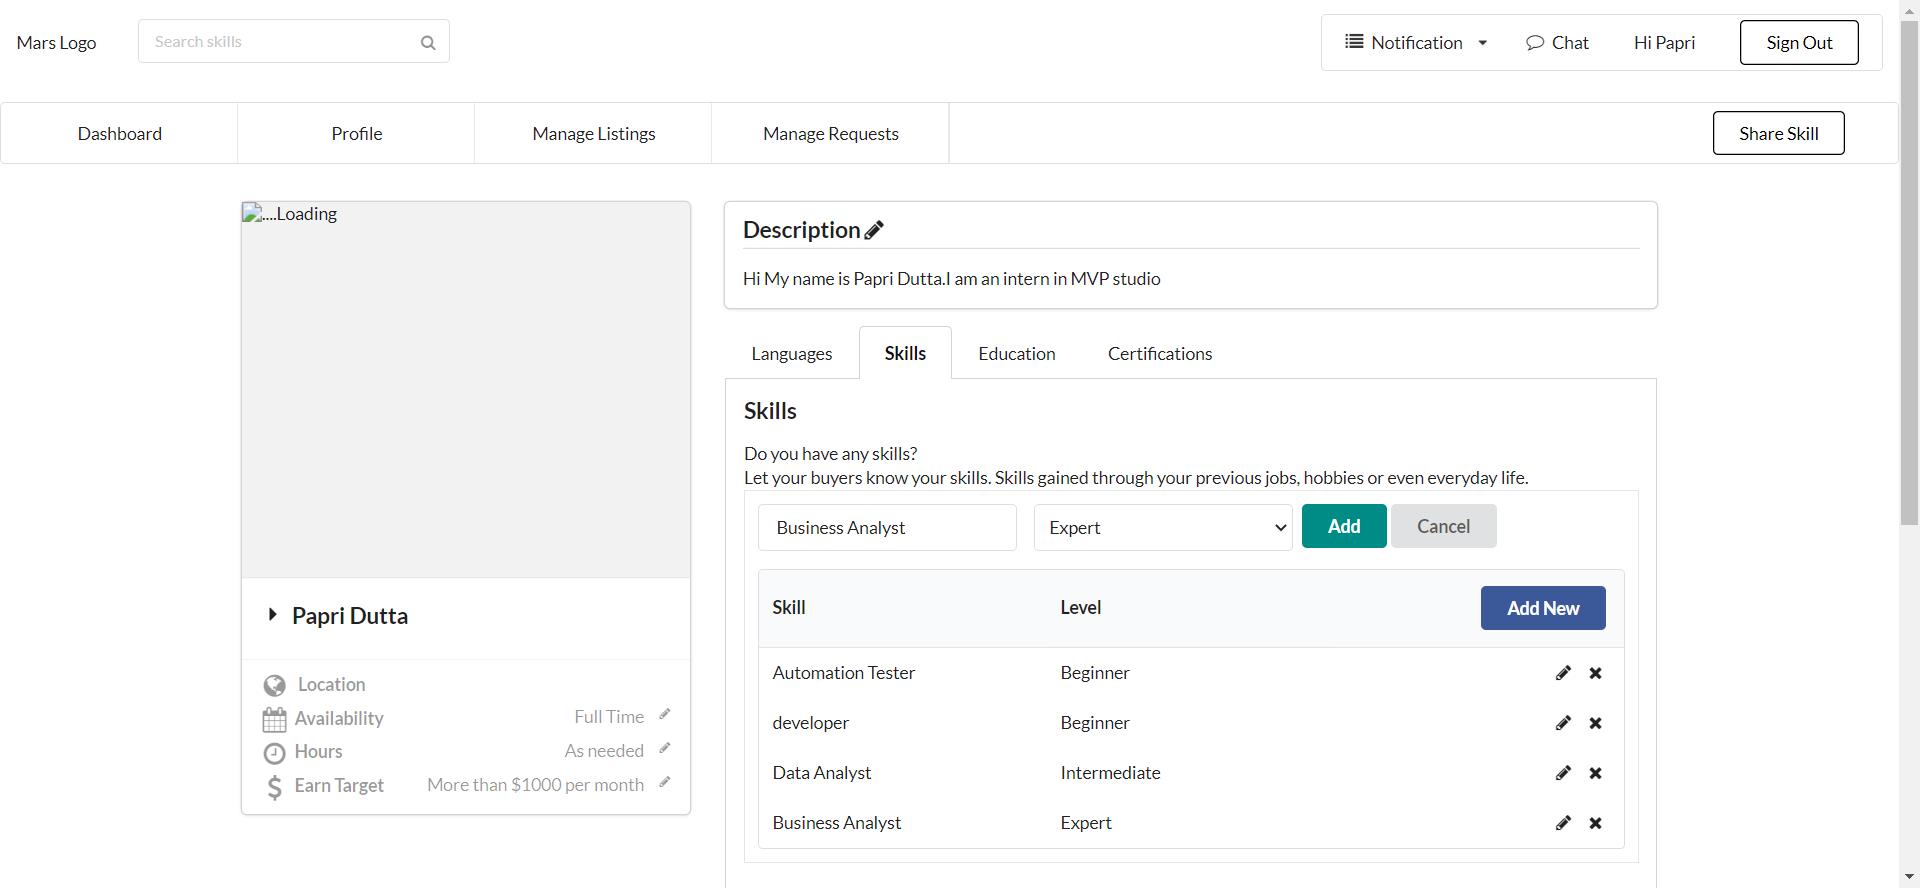 Mars Logo
Search skills
Notification
Chat
Hi Papri
Sign Out
Dashboard
Profile
Manage Listings
Manage Requests
Share Skill
....Loading
Papri Dutta
Location
Availability
Full Time
Hours
As needed
Earn Target
More than $1000 per month
Description
Hi My name is Papri Dutta.I am an intern in MVP studio
Languages
Skills
Education
Certifications
Skills
Do you have any skills?
Let your buyers know your skills. Skills gained through your previous jobs, hobbies or even everyday life.
Business Analyst
Expert
Add
Cancel
Skill
Level
Add New
Automation Tester
Beginner
developer
Beginner
Data Analyst
Intermediate
Business Analyst
Expert